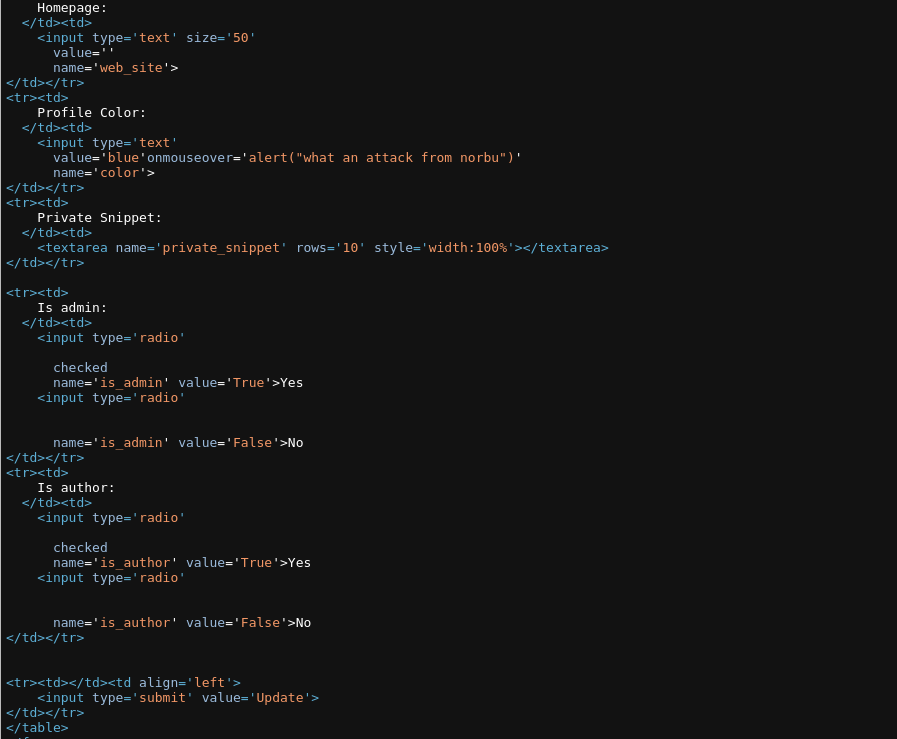 Homepage:
</td><td>
<input type='text' size='50'
value=''
name='web_site'>
</td></tr>
<tr><td>
Profile Color:
</td><td>
<input type='text'
value='blue'onmouseover='alert("what an attack from norbu")'
name='color'>
</td></tr>
<tr><td>
Private Snippet:
</td><td>
<textarea name='private_snippet' rows='10' style='width:100%'></textarea>
</td></tr>
<tr><td>
Is admin:
</td><td>
<input type='radio'
checked
name='is_admin' value='True'>Yes
<input type='radio'
name='is_admin' value='False'>No
</td></tr>
<tr><td>
Is author:
</td><td>
<input type='radio'
checked
name='is_author' value='True'>Yes
<input type='radio'
name='is_author' value='False'>No
</td></tr>
<tr><td></td><td align='left'>
<input type='submit' value='Update'>
</td></tr>
</table>